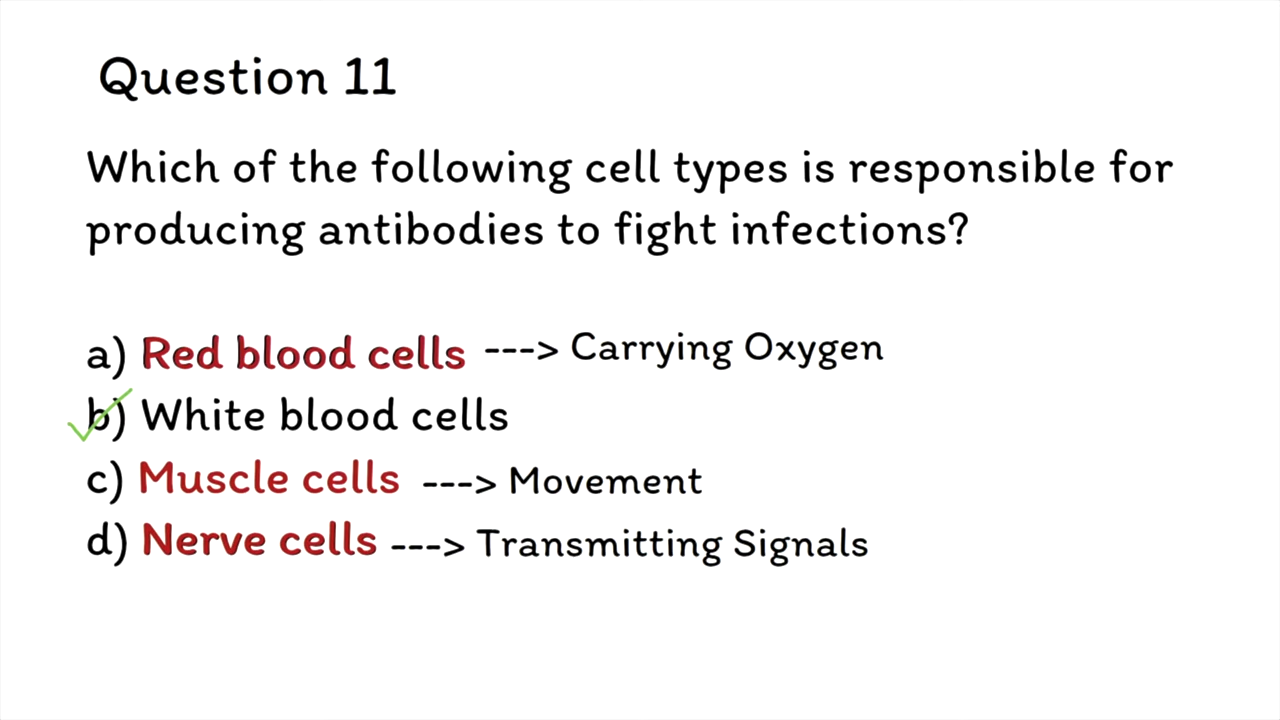 Question 11
Which of the following cell types is responsible for
producing antibodies to fight infections?
a) Red blood cells ---> Carrying Oxygen
b) White blood cells
c) Muscle cells ---> Movement
d) Nerve cells ---> Transmitting Signals